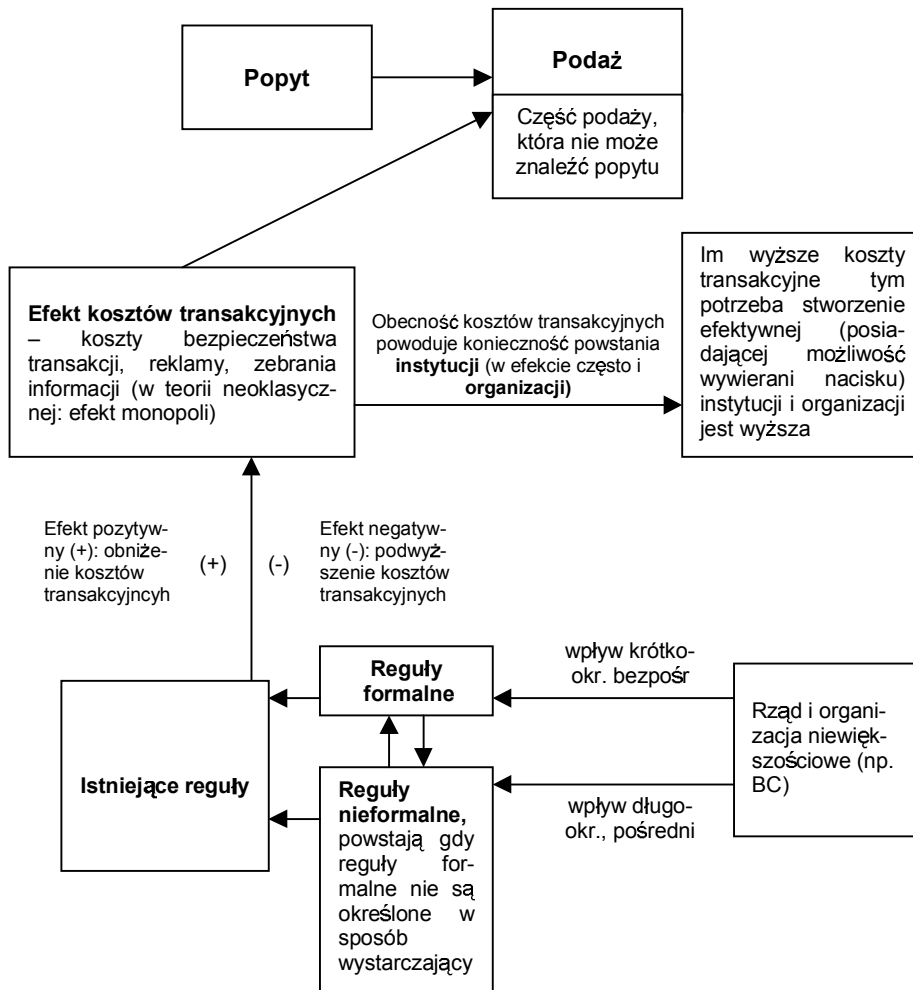 Popyt
Podaż
Część podaży,
która nie może
znaleźć popytu
Efekt kosztów transakcyjnych
– koszty bezpieczeństwa
transakcji, reklamy, zebrania
informacji (w teorii neoklasycz-
nej: efekt monopoli)
Obecność kosztów transakcyjnych
powoduje konieczność powstania
instytucji (w efekcie często i
organizacji)
Im wyższe koszty
transakcyjne tym
potrzeba stworzenie
efektywnej (posia-
dającej możliwość
wywierani nacisku)
instytucji i organizacji
jest wyższa
Efekt pozytyw-
ny (+): obniże-
nie kosztów
transakcyjncyh
(+)
(-)
Efekt negatyw-
ny (-): podwyż-
szenie kosztów
transakcyjnych
Istniejące reguły
Reguły
formalne
Reguły
nieformalne,
powstają gdy
reguły for-
malne nie są
określone w
sposób
wystarczający
wpływ krótko-
okr. bezpośr
wpływ długo-
okr., pośredni
Rząd i organi-
zacja niewięk-
szościowe (np.
BC)